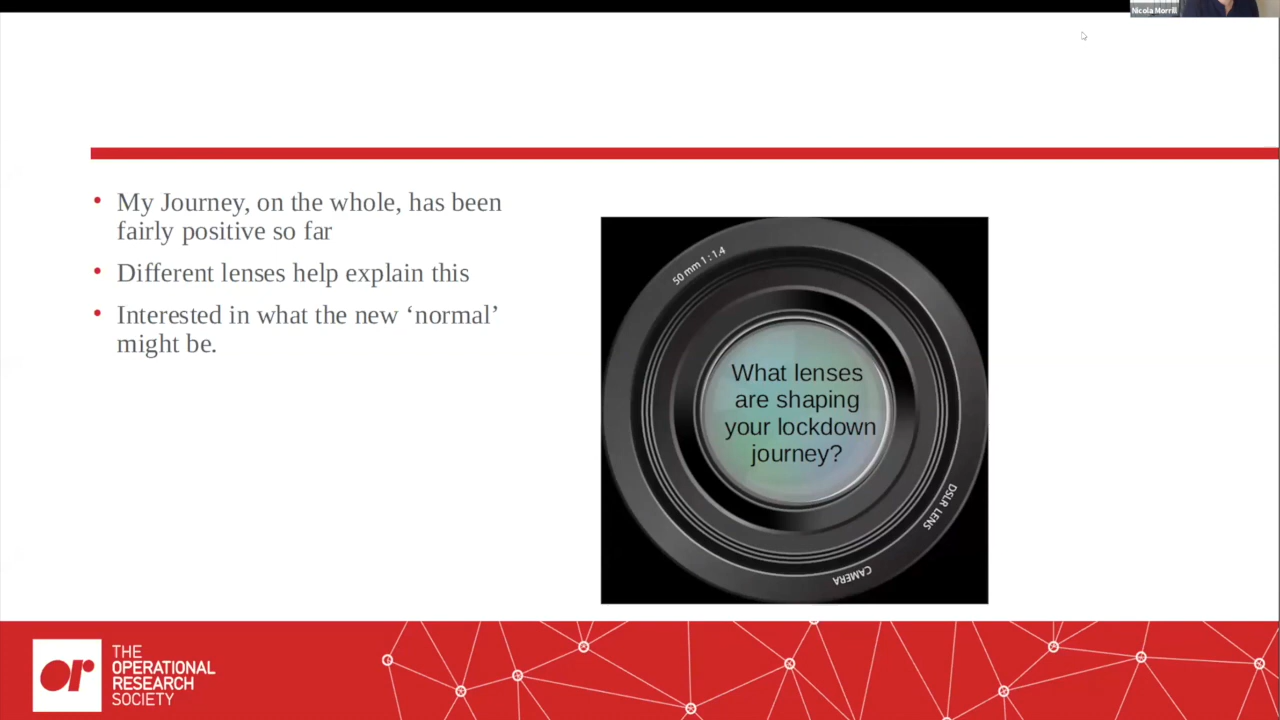 Nicola Morrill
• My Journey, on the whole, has been
fairly positive so far
• Different lenses help explain this
• Interested in what the new ‘normal’
might be.
50 mm 1 : 1.4
What lenses
are shaping
your lockdown
journey?
DSLR LENS
CAMERA
or
THE
OPERATIONAL
RESEARCH
SOCIETY